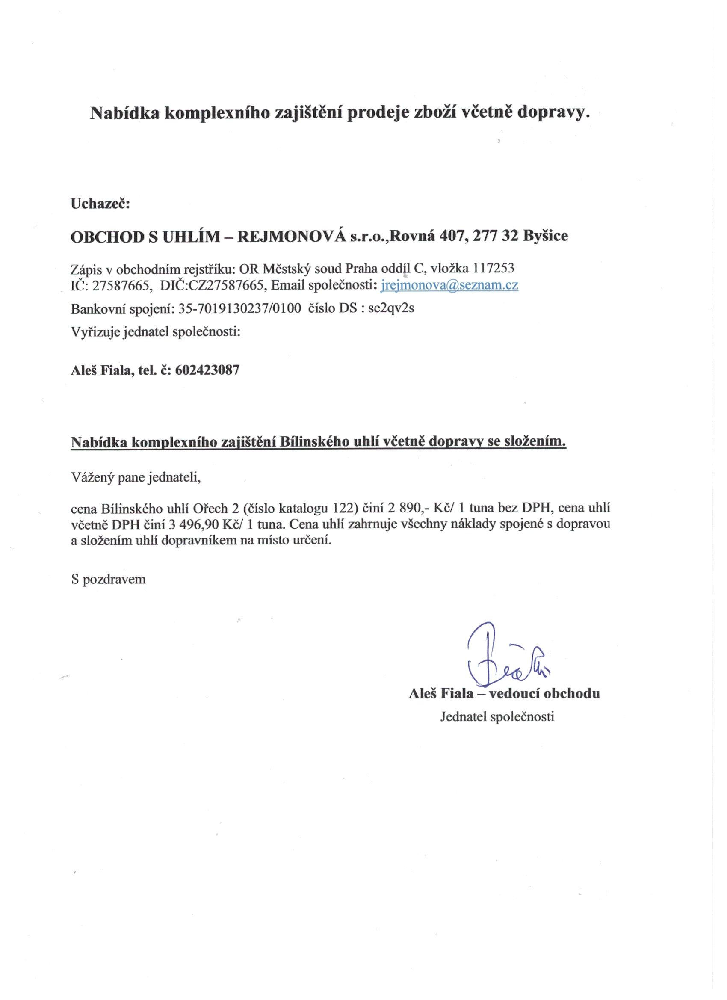 Nabídka komplexního zajištění prodeje zboží včetně dopravy.
Uchazeč:
OBCHOD S UHLÍM – REJMONOVÁ s.r.o.,Rovná 407, 277 32 Byšice
Zápis v obchodním rejstříku: OR Městský soud Praha oddíl C, vložka 117253
IČ: 27587665, DIČ:CZ27587665, Email společnosti: jrejmonova@seznam.cz
Bankovní spojení: 35-7019130237/0100 číslo DS : se2qv2s
Vyřizuje jednatel společnosti:
Aleš Fiala, tel. č: 602423087
Nabídka komplexního zajištění Bílinského uhlí včetně dopravy se složením.
Vážený pane jednateli,
cena Bílinského uhlí Ořech 2 (číslo katalogu 122) činí 2 890,- Kč/ 1 tuna bez DPH, cena uhlí
včetně DPH činí 3 496,90 Kč/ 1 tuna. Cena uhlí zahrnuje všechny náklady spojené s dopravou
a složením uhlí dopravníkem na místo určení.
S pozdravem
Aleš Fiala – vedoucí obchodu
Jednatel společnosti